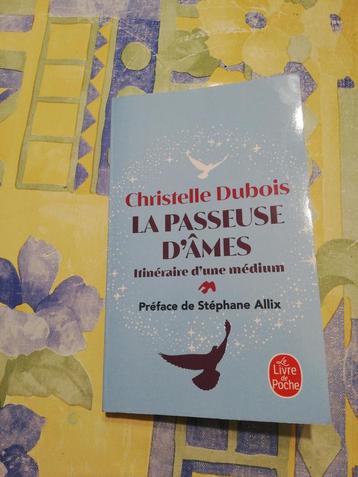 Christelle Dubois
LA PASSEUSE
D'ÂMES
Itinéraire d'une médium
Préface de Stéphane Allix
Le
Livre
de
Poche